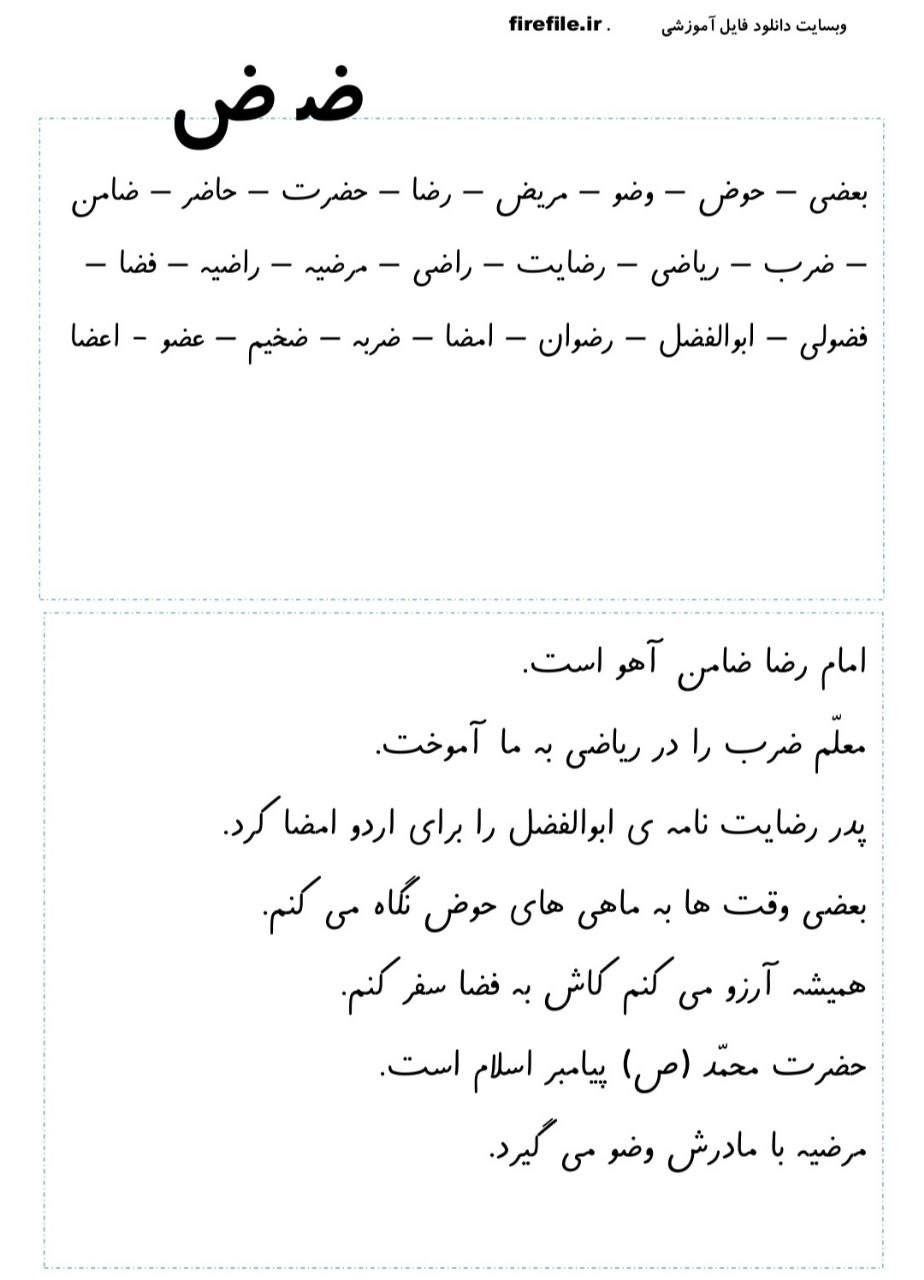 وبسایت دانلود فایل آموزشی . firefile.ir
ضـ ض
بعضی – حوض – وضو – مریض – رضا – حضرت – حاضر – ضامن
– ضرب – ریاضی – رضایت – راضی – مرضیه – راضیه – فضا –
فضولی – ابوالفضل – رضوان – امضا – ضربه – ضخیم – عضو - اعضا
امام رضا ضامن آهو است.
معلّم ضرب را در ریاضی به ما آموخت.
پدر رضایت نامه ی ابوالفضل را برای اردو امضا کرد.
بعضی وقت ها به ماهی های حوض نگاه می کنم.
همیشه آرزو می کنم کاش به فضا سفر کنم.
حضرت محمّد (ص) پیامبر اسلام است.
مرضیه با مادرش وضو می گیرد.